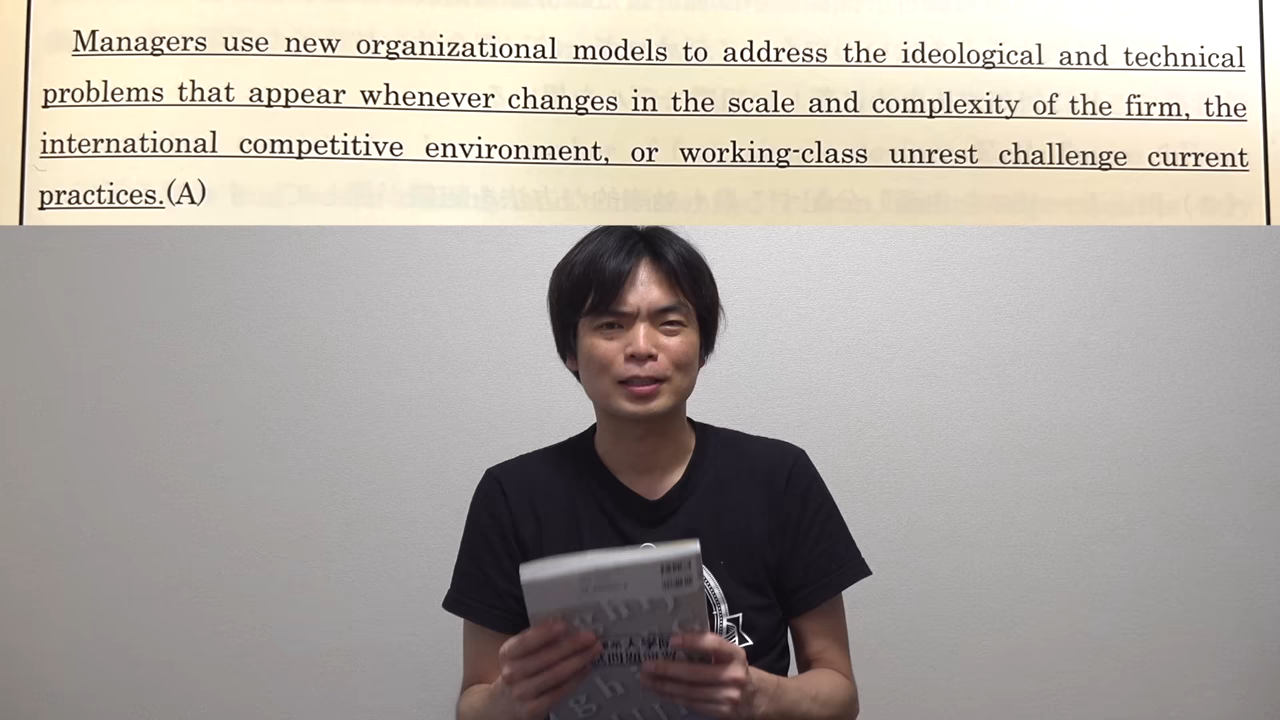 Managers use new organizational models to address the ideological and technical
problems that appear whenever changes in the scale and complexity of the firm, the
international competitive environment, or working-class unrest challenge current
practices.(A)